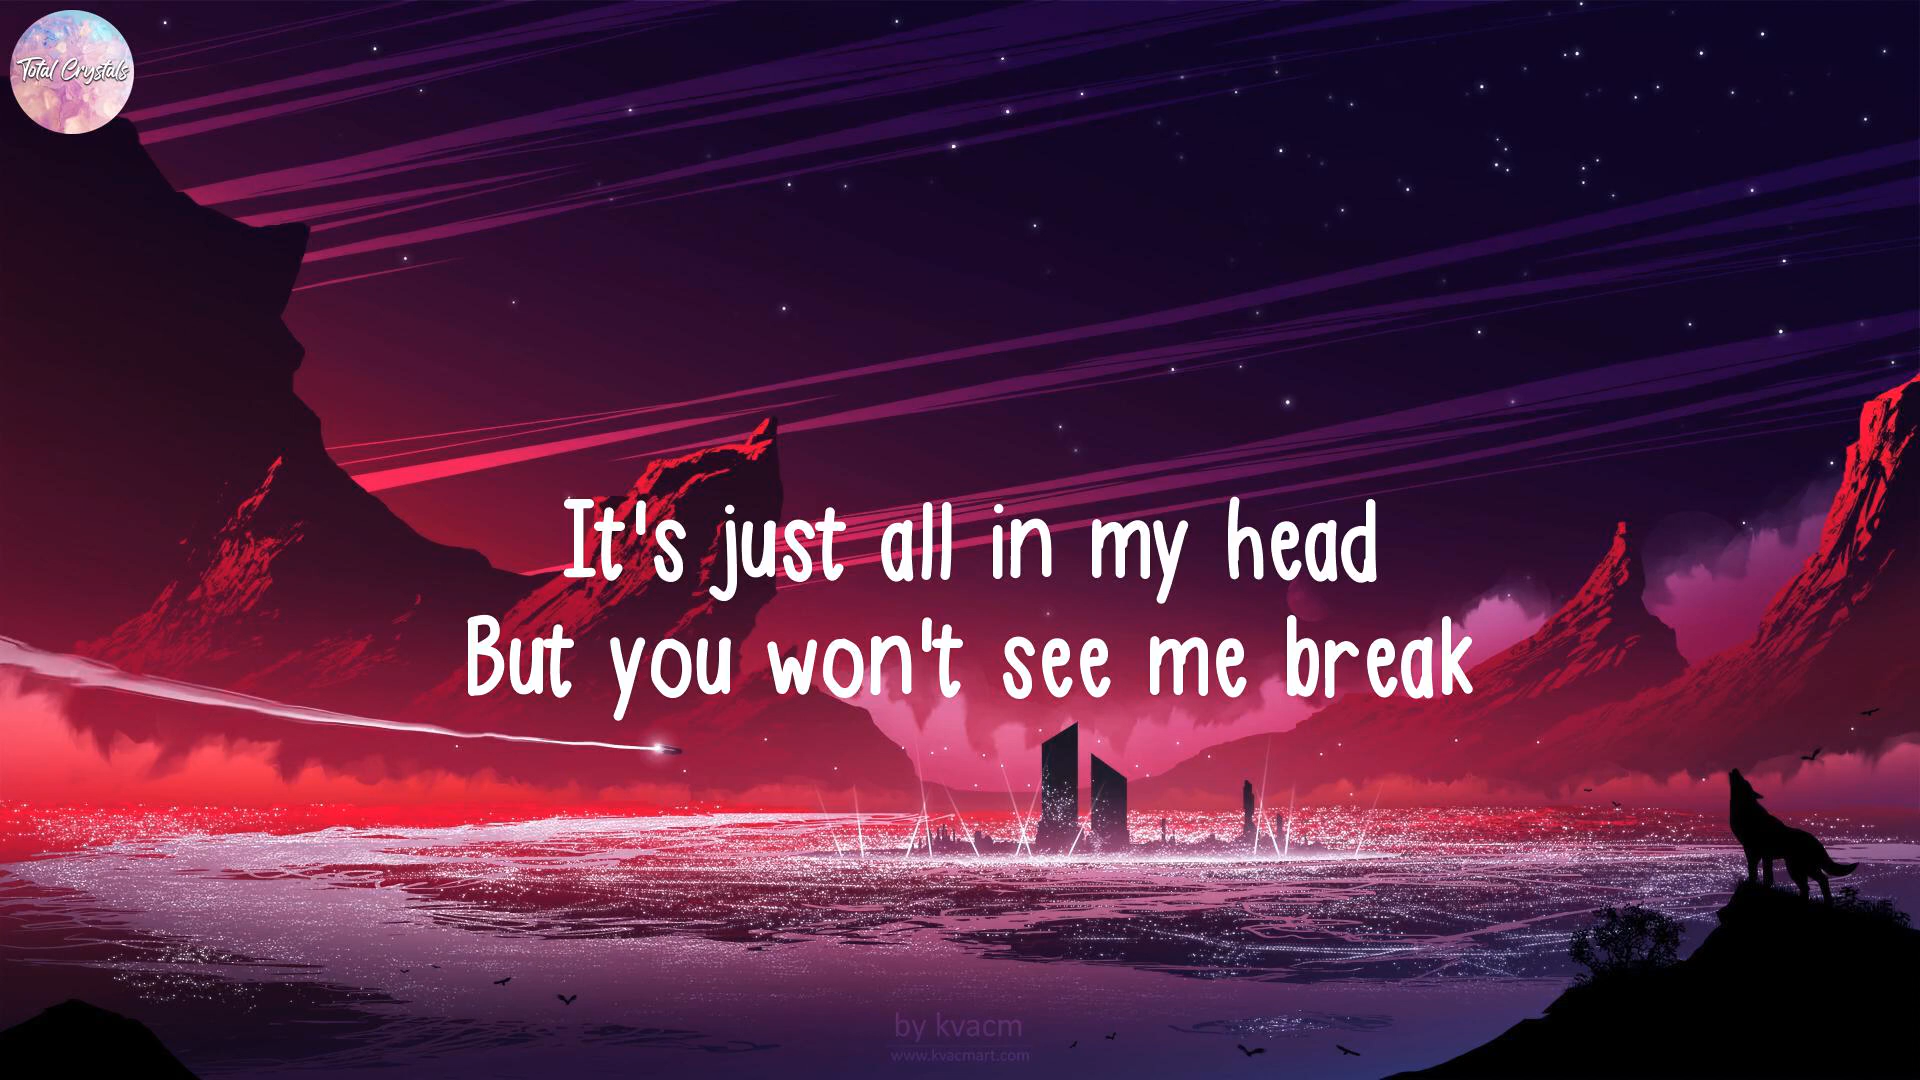 Total Crystals
It's just all in my head
But you won't see me break
by kvacm
www.kvacmart.com